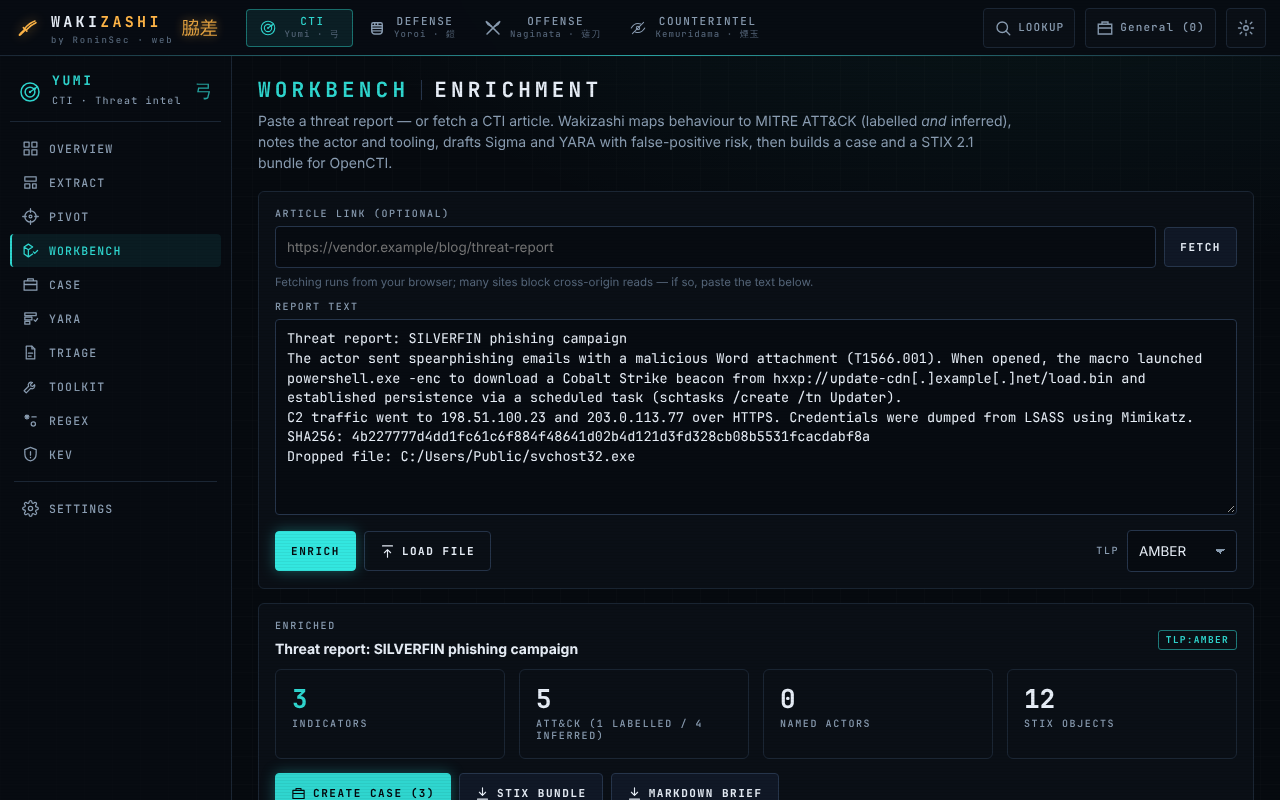 WAKIZASHI
by RoninSec · web
脇差
CTI
Yumi · 弓
DEFENSE
Yoroi · 鎧
OFFENSE
Naginata · 薙刀
COUNTERINTEL
Kemuridama · 煙玉
LOOKUP
General (0)
YUMI
CTI · Threat intel
弓
OVERVIEW
EXTRACT
PIVOT
WORKBENCH
CASE
YARA
TRIAGE
TOOLKIT
REGEX
KEV
SETTINGS
WORKBENCH | ENRICHMENT
Paste a threat report — or fetch a CTI article. Wakizashi maps behaviour to MITRE ATT&CK (labelled and inferred),
notes the actor and tooling, drafts Sigma and YARA with false-positive risk, then builds a case and a STIX 2.1
bundle for OpenCTI.
ARTICLE LINK (OPTIONAL)
https://vendor.example/blog/threat-report
FETCH
Fetching runs from your browser; many sites block cross-origin reads — if so, paste the text below.
REPORT TEXT
Threat report: SILVERFIN phishing campaign
The actor sent spearphishing emails with a malicious Word attachment (T1566.001). When opened, the macro launched
powershell.exe -enc to download a Cobalt Strike beacon from hxxp://update-cdn[.]example[.]net/load.bin and
established persistence via a scheduled task (schtasks /create /tn Updater).
C2 traffic went to 198.51.100.23 and 203.0.113.77 over HTTPS. Credentials were dumped from LSASS using Mimikatz.
SHA256: 4b227777d4dd1fc61c6f884f48641d02b4d121d3fd328cb08b5531fcacdabf8a
Dropped file: C:/Users/Public/svchost32.exe
ENRICH
LOAD FILE
TLP
AMBER
ENRICHED
Threat report: SILVERFIN phishing campaign
TLP:AMBER
3
INDICATORS
5
ATT&CK (1 LABELLED / 4
INFERRED)
0
NAMED ACTORS
12
STIX OBJECTS
CREATE CASE (3)
STIX BUNDLE
MARKDOWN BRIEF